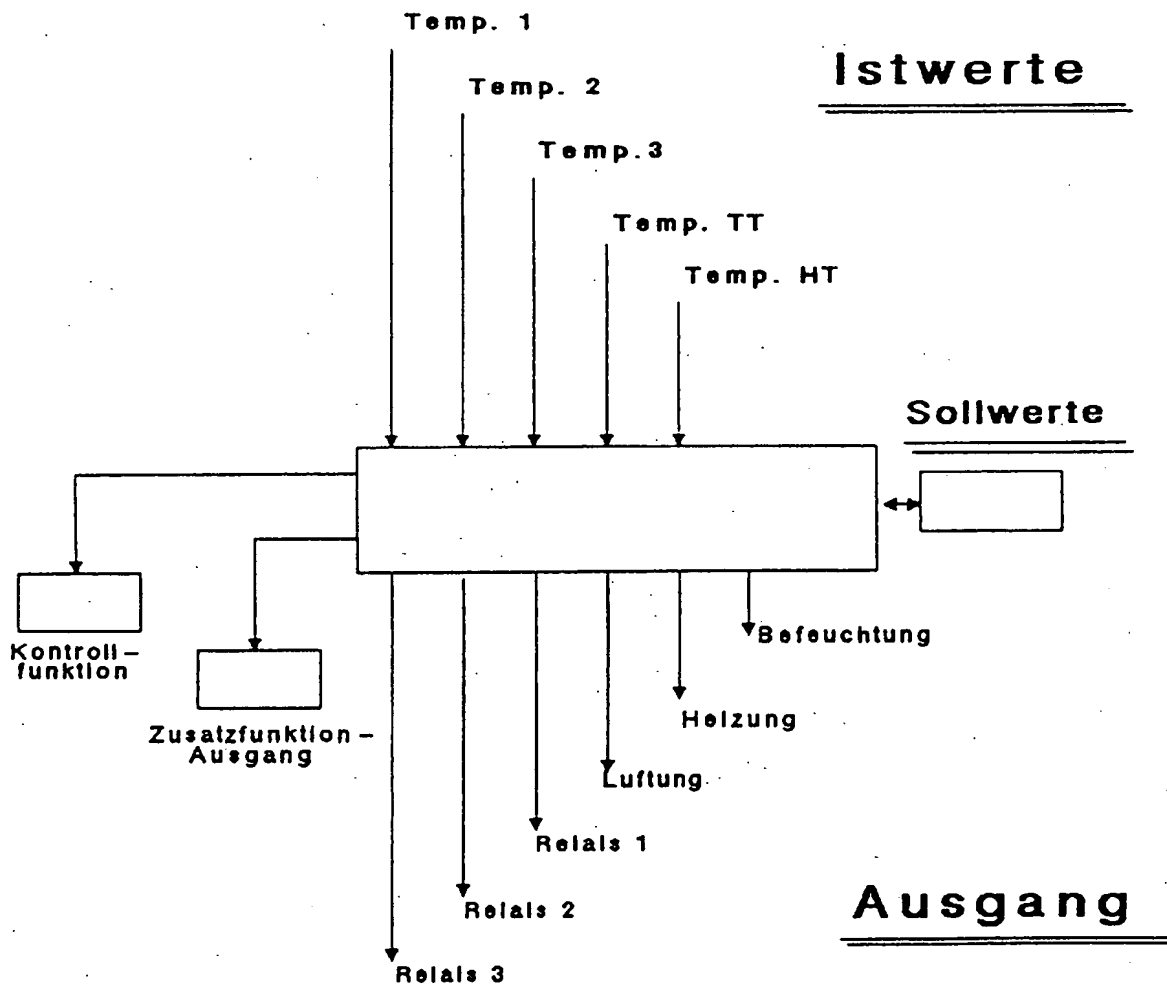 Temp. 1
Istwerte
Temp. 2
Temp.3
Temp. TT
Temp. HT
Sollwerte
Befeuchtung
Kontroll-
funktion
Heizung
Zusatzfunktion-
Ausgang
Luftung
Relais 1
Relais 2
Ausgang
Relais 3